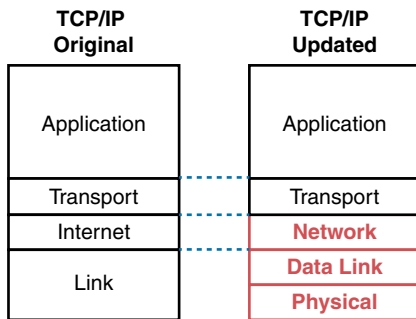 TCP/IP
Original
Application
Transport
Internet
Link
TCP/IP
Updated
Application
Transport
Network
Data Link
Physical